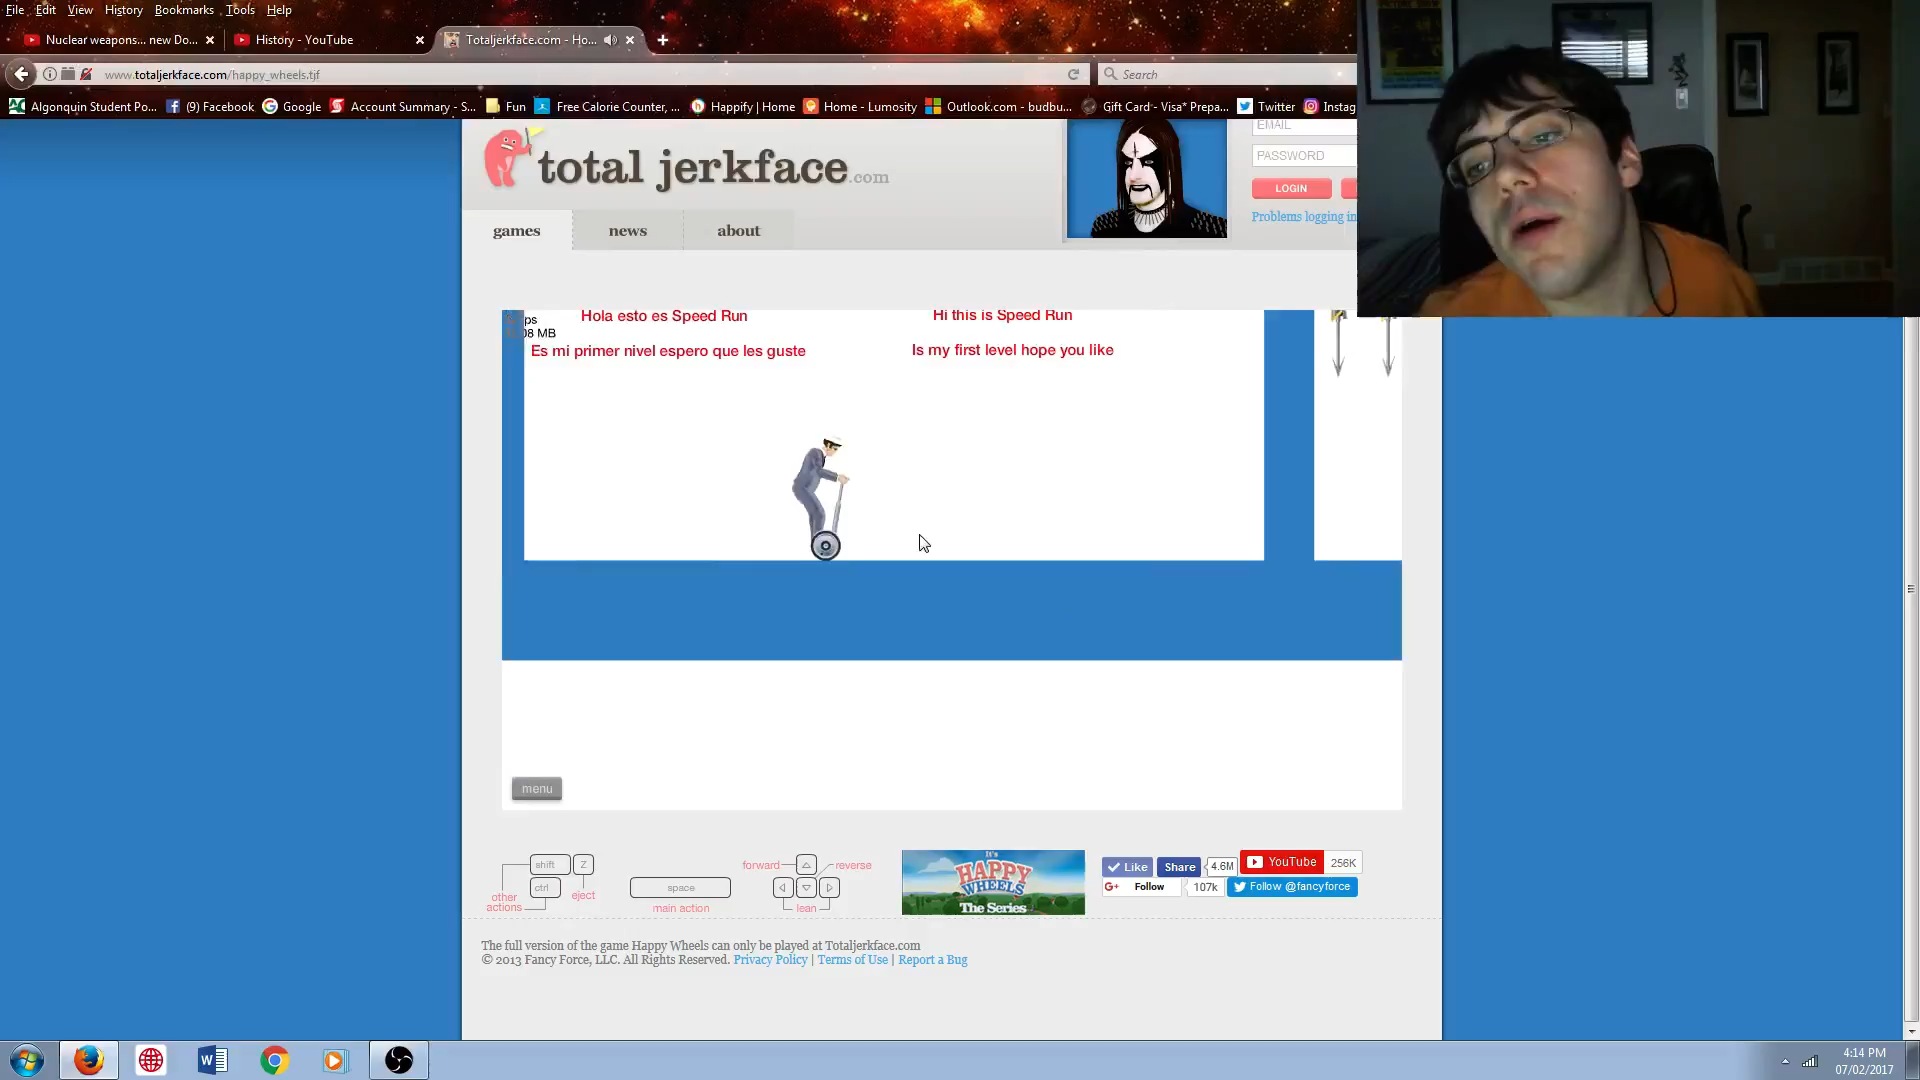 File Edit View History Bookmarks Tools Help
Nuclear weapons... new Do... History - YouTube Totaljerkface.com - Ho...
www.totaljerkface.com/happy_wheels.tjf Search
Algonquin Student Po... (9) Facebook Google Account Summary - S... Fun Free Calorie Counter, ... Happify | Home Home - Lumosity Outlook.com - budbu... Gift Card - Visa* Prepa... Twitter Instag
total jerkface.com
EMAIL
PASSWORD
LOGIN
Problems logging in
games news about
Hola esto es Speed Run Hi this is Speed Run
08 MB
Es mi primer nivel espero que les guste Is my first level hope you like
menu
shift Z
ctrl
other actions
eject
space
main action
forward
reverse
lean
It's
HAPPY
WHEELS
The Series
Like Share 4.6M YouTube 256K
G+ Follow 107k Follow @fancyforce
The full version of the game Happy Wheels can only be played at Totaljerkface.com
© 2013 Fancy Force, LLC. All Rights Reserved. Privacy Policy | Terms of Use | Report a Bug
4:14 PM
07/02/2017